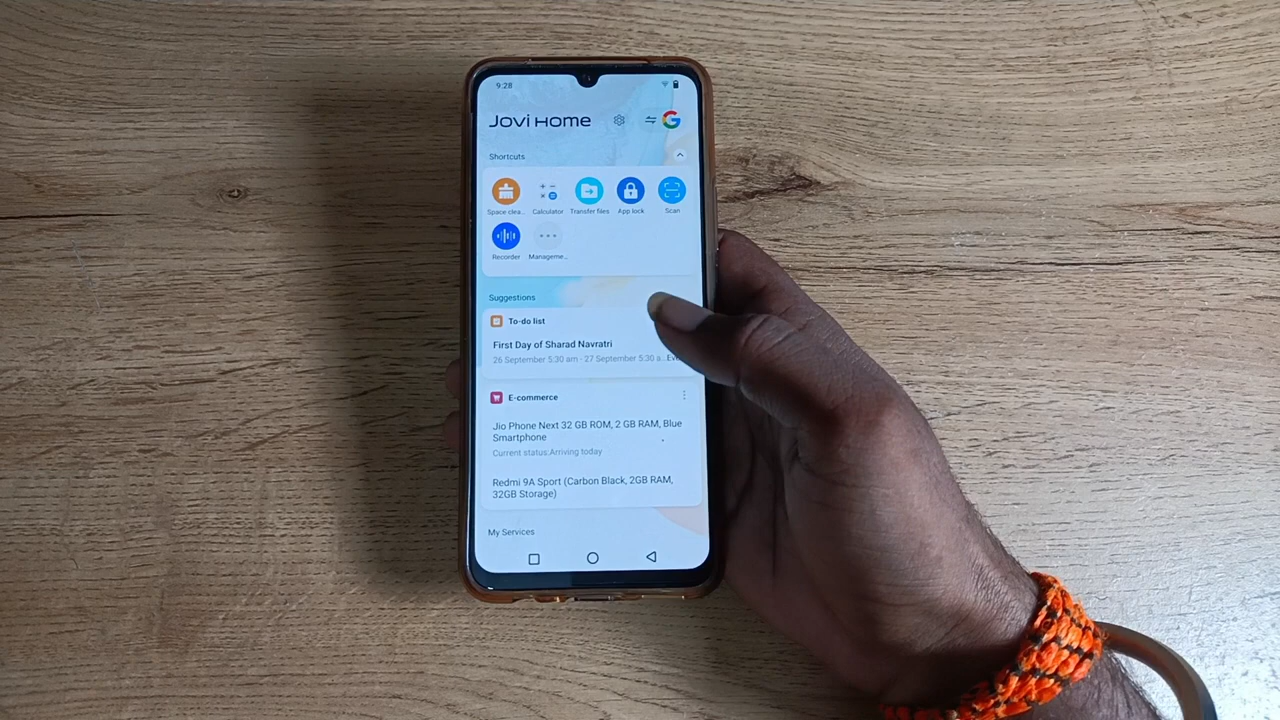 9:28
Jovi Home
Shortcuts
Space clea...
Calculator
Transfer files
App lock
Scan
Recorder
Manageme...
Suggestions
To-do list
First Day of Sharad Navratri
26 September 5:30 am - 27 September 5:30 a...
E-commerce
Jio Phone Next 32 GB ROM, 2 GB RAM, Blue
Smartphone
Current status:Arriving today
Redmi 9A Sport (Carbon Black, 2GB RAM,
32GB Storage)
My Services